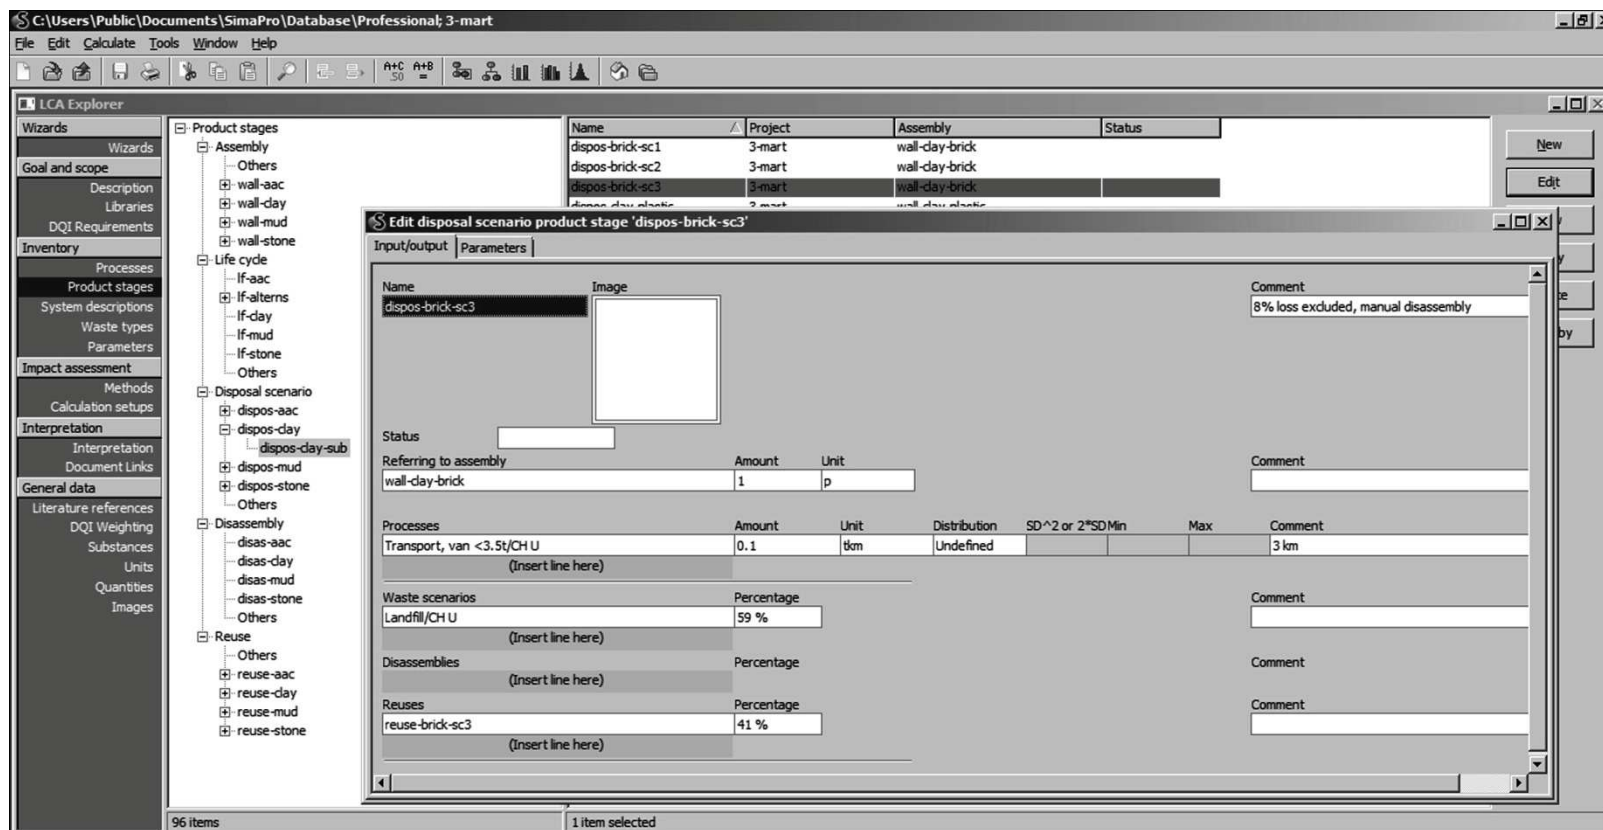 C:\Users\Public\Documents\SimaPro\Database\Professional; 3-mart
File Edit Calculate Tools Window Help
A+C .50 A+B =
LCA Explorer
Wizards
Wizards
Goal and scope
Description
Libraries
DQI Requirements
Inventory
Processes
Product stages
System descriptions
Waste types
Parameters
Impact assessment
Methods
Calculation setups
Interpretation
Interpretation
Document Links
General data
Literature references
DQI Weighting
Substances
Units
Quantities
Images
Product stages
Assembly
Others
wall-aac
wall-clay
wall-mud
wall-stone
Life cycle
lf-aac
lf-alterns
lf-clay
lf-mud
lf-stone
Others
Disposal scenario
dispos-aac
dispos-clay
dispos-clay-sub
dispos-mud
dispos-stone
Others
Disassembly
disas-aac
disas-clay
disas-mud
disas-stone
Others
Reuse
Others
reuse-aac
reuse-clay
reuse-mud
reuse-stone
96 items
Name Project Assembly Status
dispos-brick-sc1 3-mart wall-clay-brick
dispos-brick-sc2 3-mart wall-clay-brick
dispos-brick-sc3 3-mart wall-clay-brick
dispos-clay-plastic 3-mart wall-clay-plastic
New
Edit
by
Edit disposal scenario product stage 'dispos-brick-sc3'
Input/output Parameters
Name Image Comment
dispos-brick-sc3 8% loss excluded, manual disassembly
Status
Referring to assembly Amount Unit Comment
wall-clay-brick 1 p
Processes Amount Unit Distribution SD^2 or 2*SD Min Max Comment
Transport, van <3.5t/CH U 0.1 tkm Undefined 3 km
(Insert line here)
Waste scenarios Percentage Comment
Landfill/CH U 59 %
(Insert line here)
Disassemblies Percentage Comment
(Insert line here)
Reuses Percentage Comment
reuse-brick-sc3 41 %
(Insert line here)
1 item selected